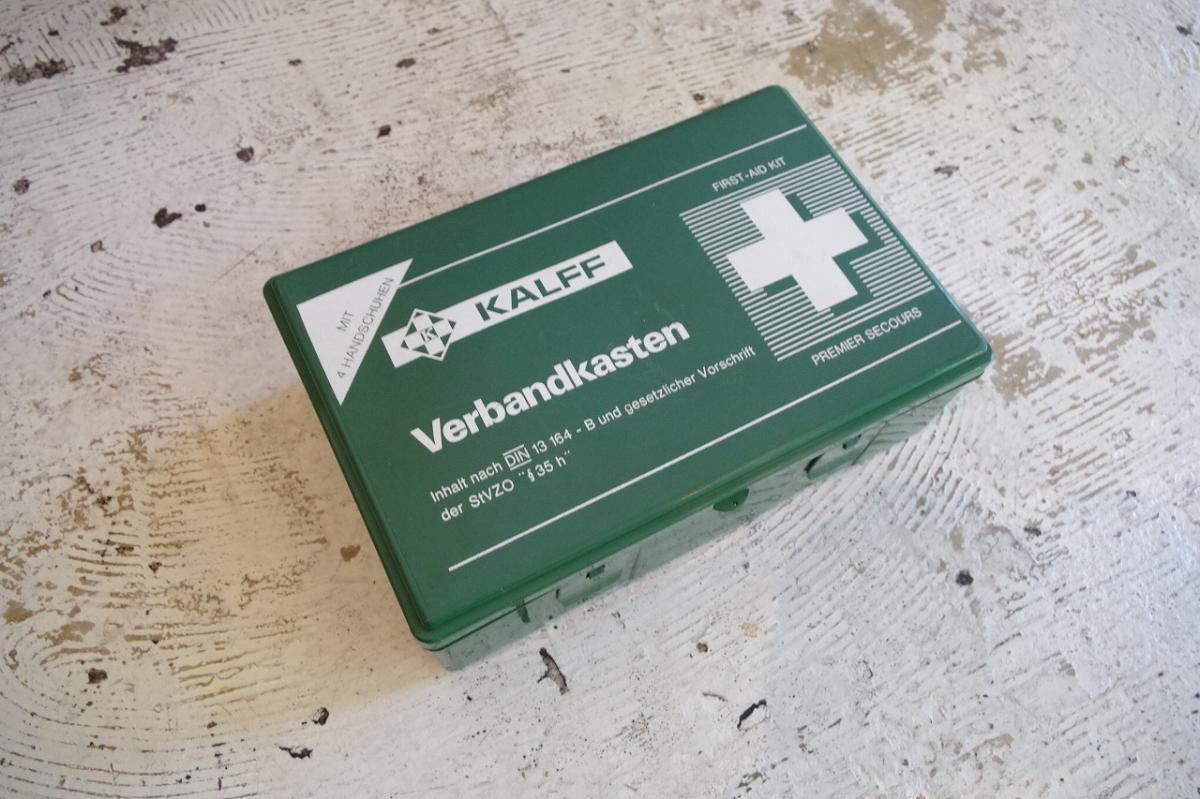 MIT
4 HANDSCHUHEN
K
KALFF
Verbandkasten
Inhalt nach DIN 13 164 - B und gesetzlicher Vorschrift
der StVZO "§ 35 h"
FIRST-AID KIT
PREMIER SECOURS